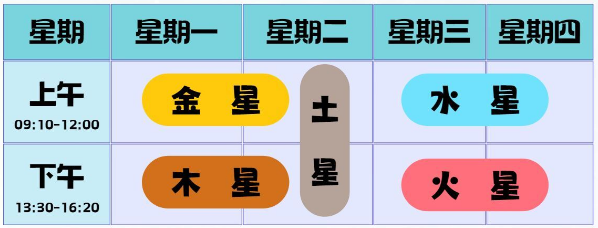 星期 星期一 星期二 星期三 星期四
上午 金 星 土 水 星
09:10-12:00
下午 木 星 星 火 星
13:30-16:20